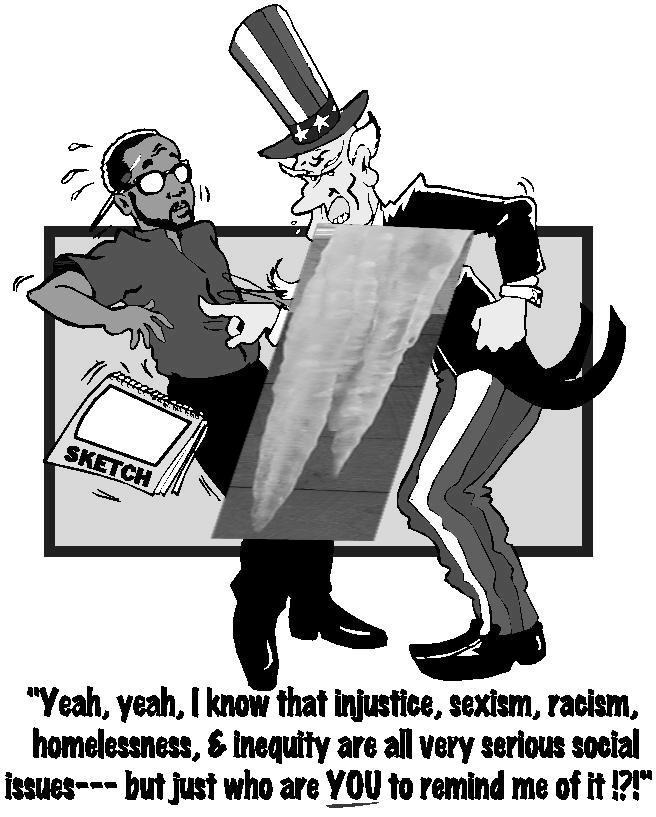 SKETCH
"Yeah, yeah, I know that injustice, sexism, racism,
homelessness, & inequity are all very serious social
issues--- but just who are YOU to remind me of it !?!"